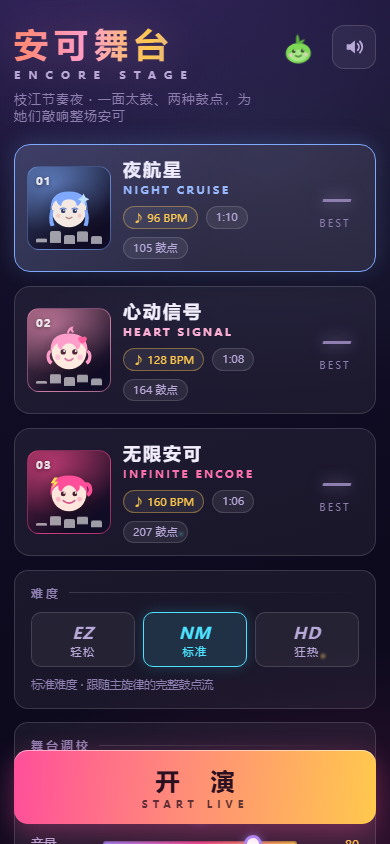 安可舞台
ENCORE STAGE
枝江节奏夜 · 一面太鼓、两种鼓点，为
她们敲响整场安可
01
夜航星
NIGHT CRUISE
♪ 96 BPM
1:10
105 鼓点
—
BEST
02
心动信号
HEART SIGNAL
♪ 128 BPM
1:08
164 鼓点
—
BEST
03
无限安可
INFINITE ENCORE
♪ 160 BPM
1:06
207 鼓点
—
BEST
难度
EZ
轻松
NM
标准
HD
狂热
标准难度 · 跟随主旋律的完整鼓点流
舞台调校
开 演
START LIVE
音量
80